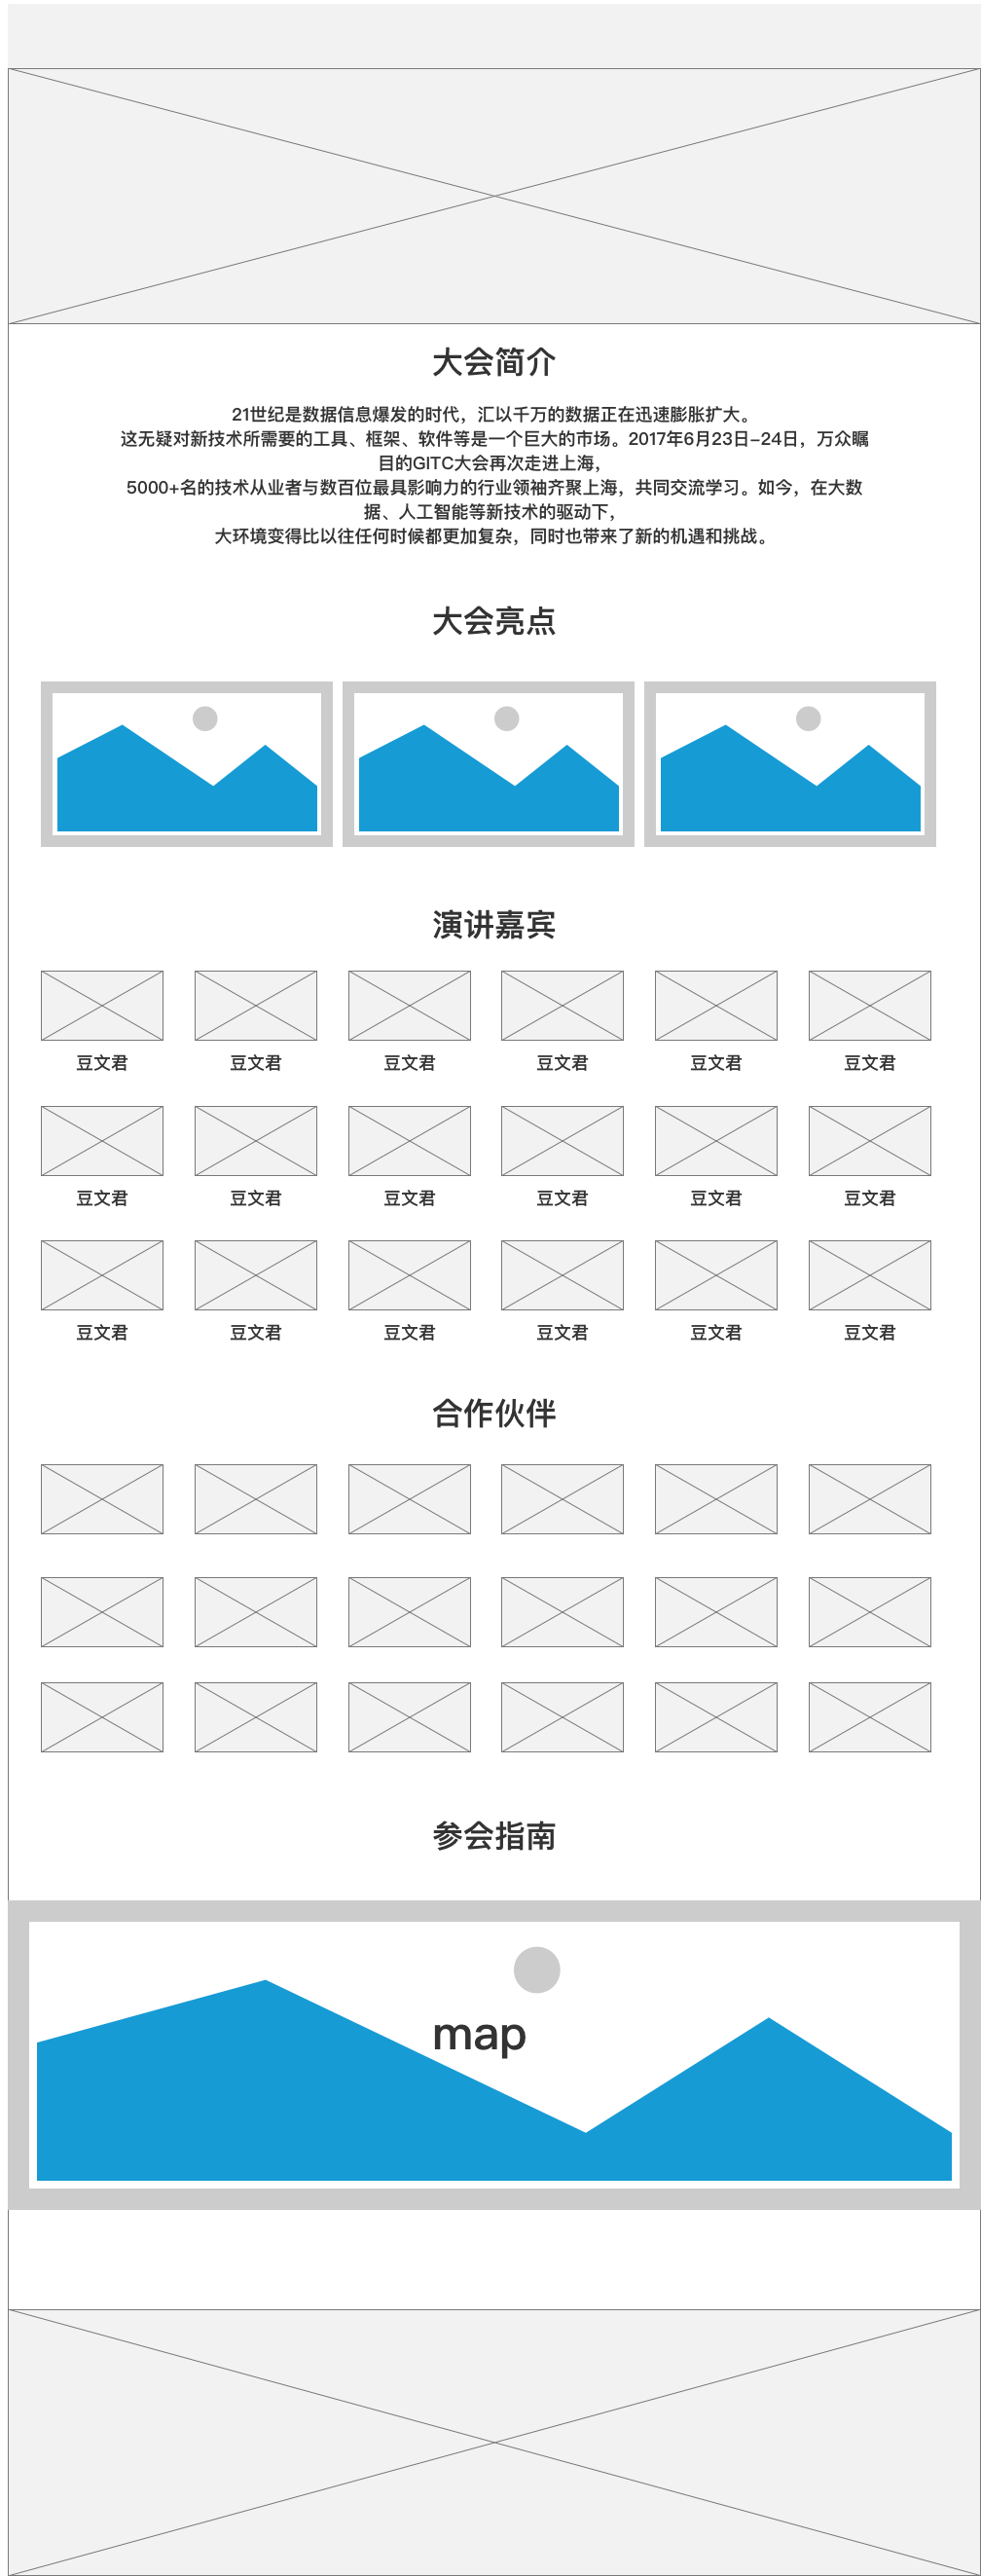 大会简介
21世纪是数据信息爆发的时代，汇以千万的数据正在迅速膨胀扩大。
这无疑对新技术所需要的工具、框架、软件等是一个巨大的市场。2017年6月23日-24日，万众瞩
目的GITC大会再次走进上海，
5000+名的技术从业者与数百位最具影响力的行业领袖齐聚上海，共同交流学习。如今，在大数
据、人工智能等新技术的驱动下，
大环境变得比以往任何时候都更加复杂，同时也带来了新的机遇和挑战。
大会亮点
演讲嘉宾
豆文君 豆文君 豆文君 豆文君 豆文君 豆文君
豆文君 豆文君 豆文君 豆文君 豆文君 豆文君
豆文君 豆文君 豆文君 豆文君 豆文君 豆文君
合作伙伴
参会指南
map